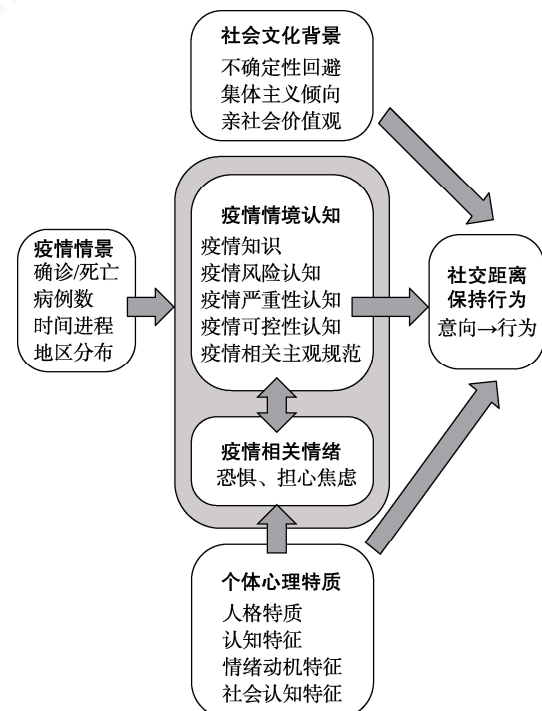 社会文化背景
不确定性回避
集体主义倾向
亲社会价值观
疫情情景
确诊/死亡
病例数
时间进程
地区分布
疫情情境认知
疫情知识
疫情风险认知
疫情严重性认知
疫情可控性认知
疫情相关主观规范
疫情相关情绪
恐惧、担心焦虑
社交距离
保持行为
意向→行为
个体心理特质
人格特质
认知特征
情绪动机特征
社会认知特征